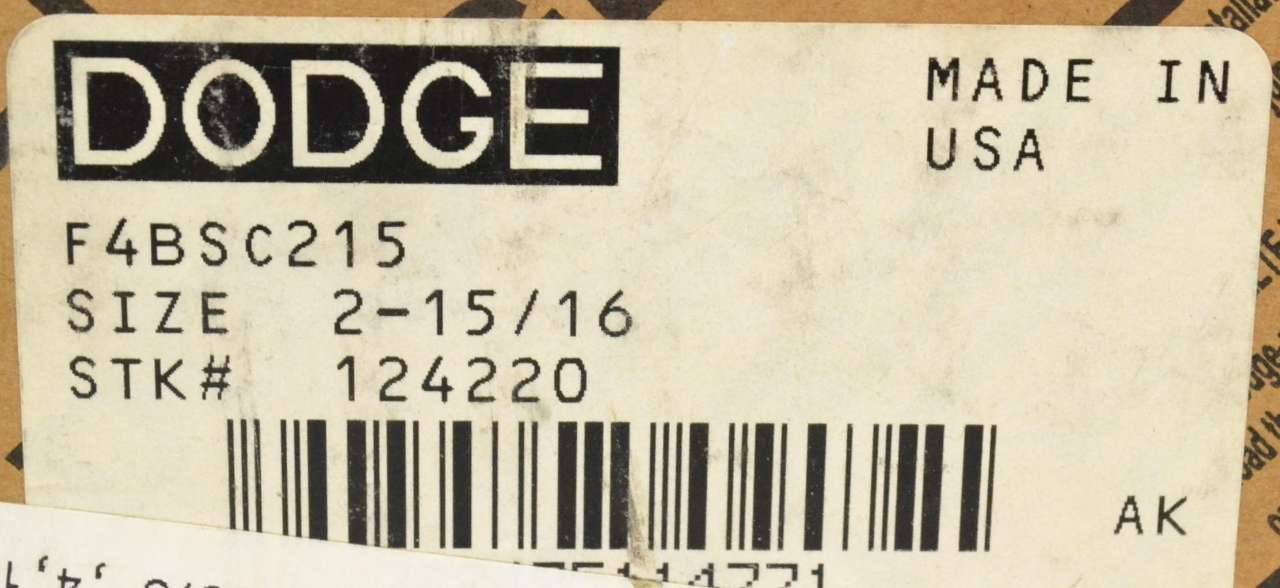 DODGE
MADE IN
USA
F4BSC215
SIZE 2-15/16
STK# 124220
AK